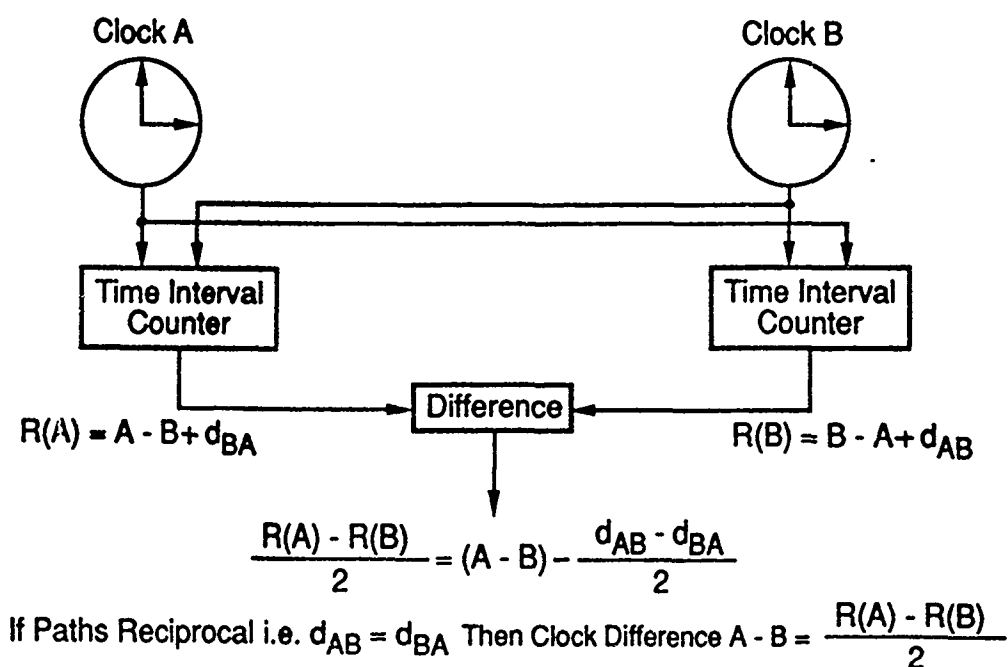 Clock A
Clock B
Time Interval
Counter
Time Interval
Counter
Difference
R(A) = A - B + d_BA
R(B) = B - A + d_AB
R(A) - R(B) / 2 = (A - B) - d_AB - d_BA / 2
If Paths Reciprocal i.e. d_AB = d_BA Then Clock Difference A - B = R(A) - R(B) / 2